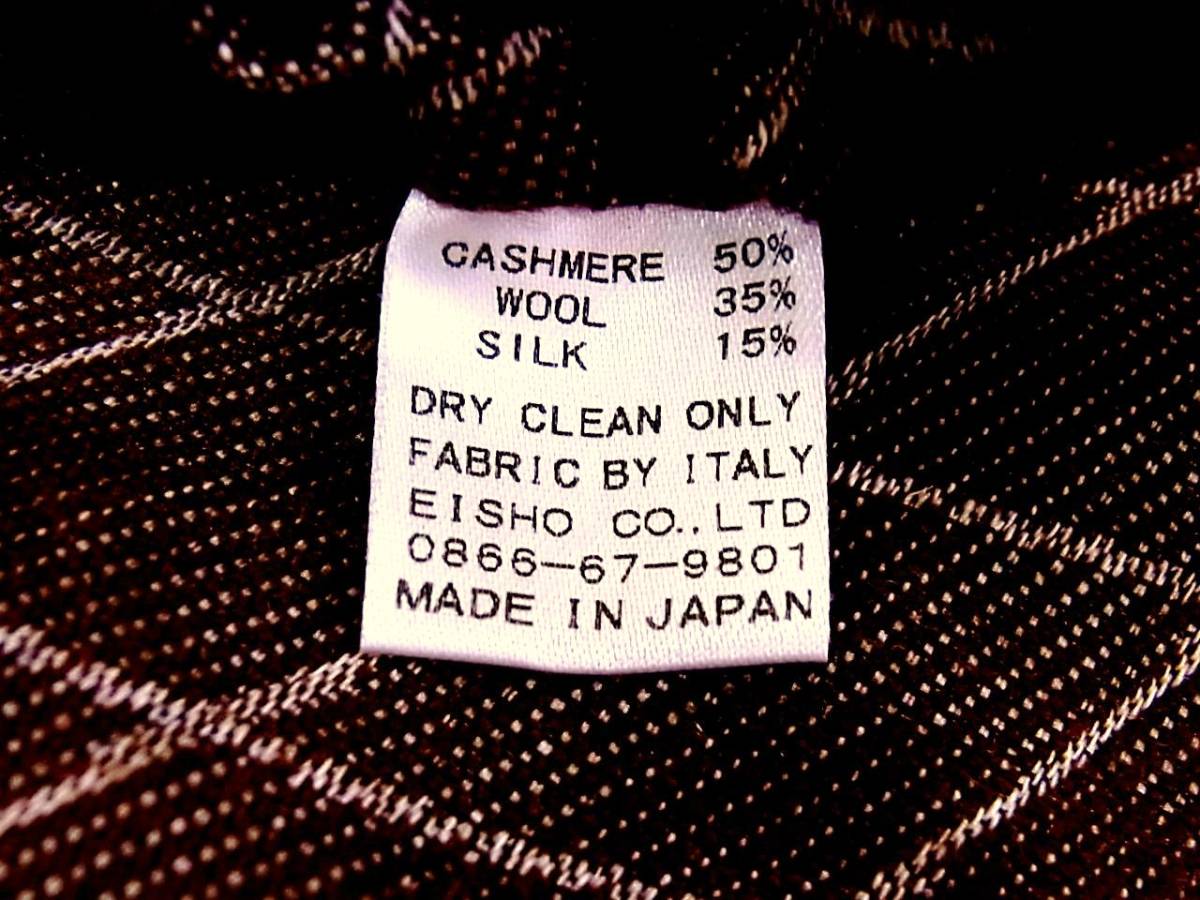 CASHMERE 50%
WOOL 35%
SILK 15%
DRY CLEAN ONLY
FABRIC BY ITALY
EISHO CO.,LTD
0866-67-9801
MADE IN JAPAN